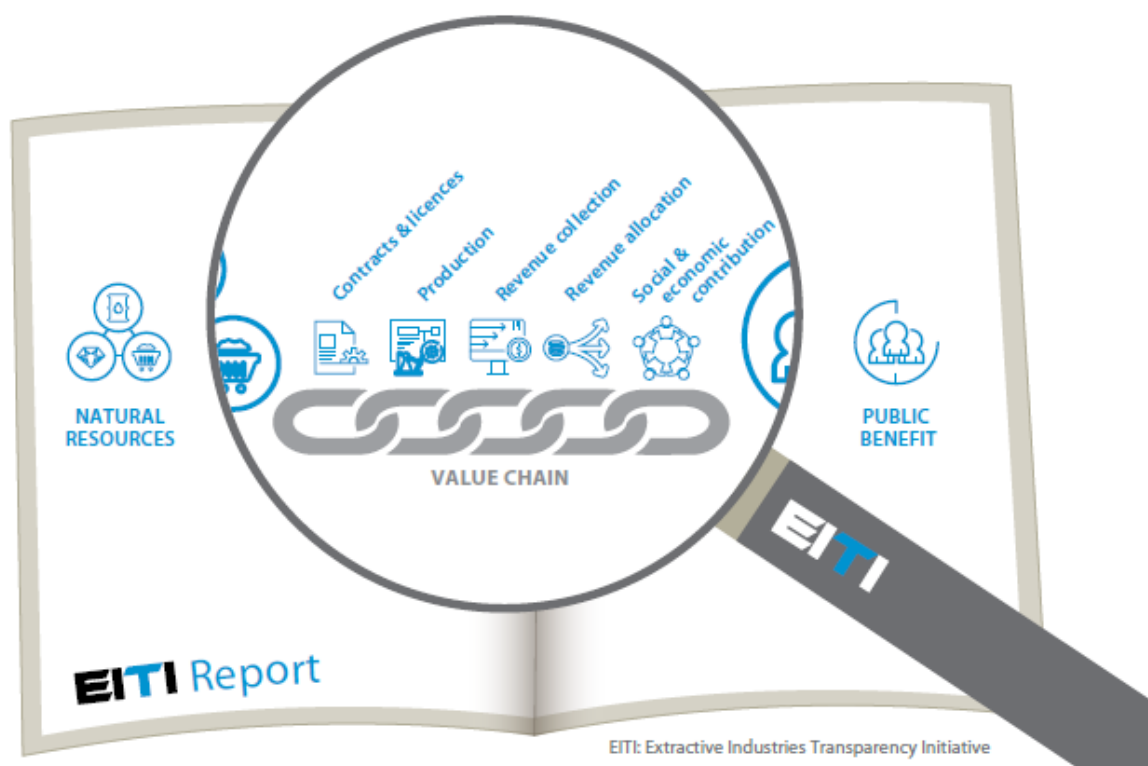 Contracts & licences
Production
Revenue collection
Revenue allocation
Social &
economic
contribution
NATURAL
RESOURCES
PUBLIC
BENEFIT
VALUE CHAIN
EITI
EITI Report
EITI: Extractive Industries Transparency Initiative